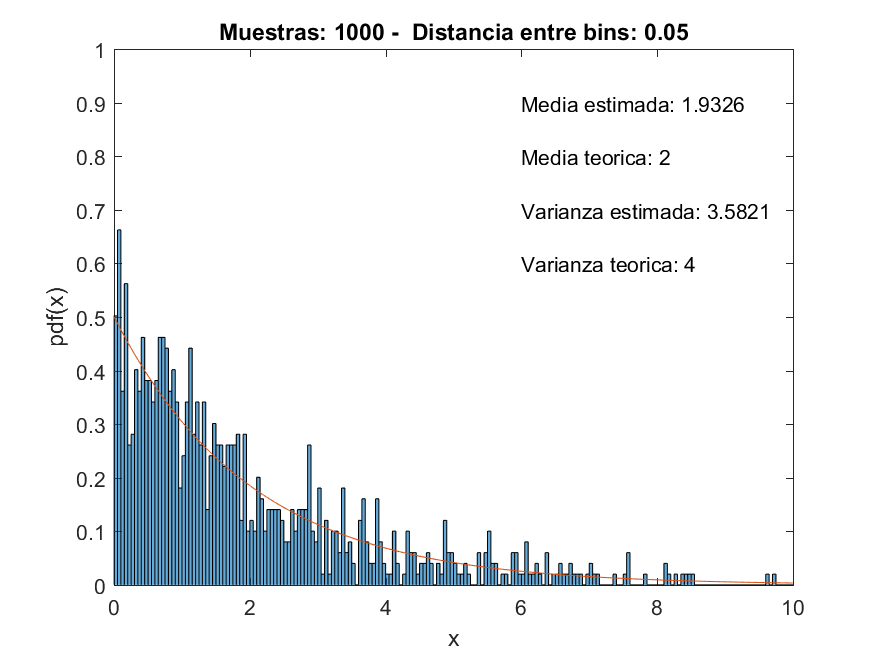 Muestras: 1000 -  Distancia entre bins: 0.05
1
0.9
0.8
0.7
0.6
0.5
0.4
0.3
0.2
0.1
0
pdf(x)
Media estimada: 1.9326
Media teorica: 2
Varianza estimada: 3.5821
Varianza teorica: 4
0 2 4 6 8 10
x